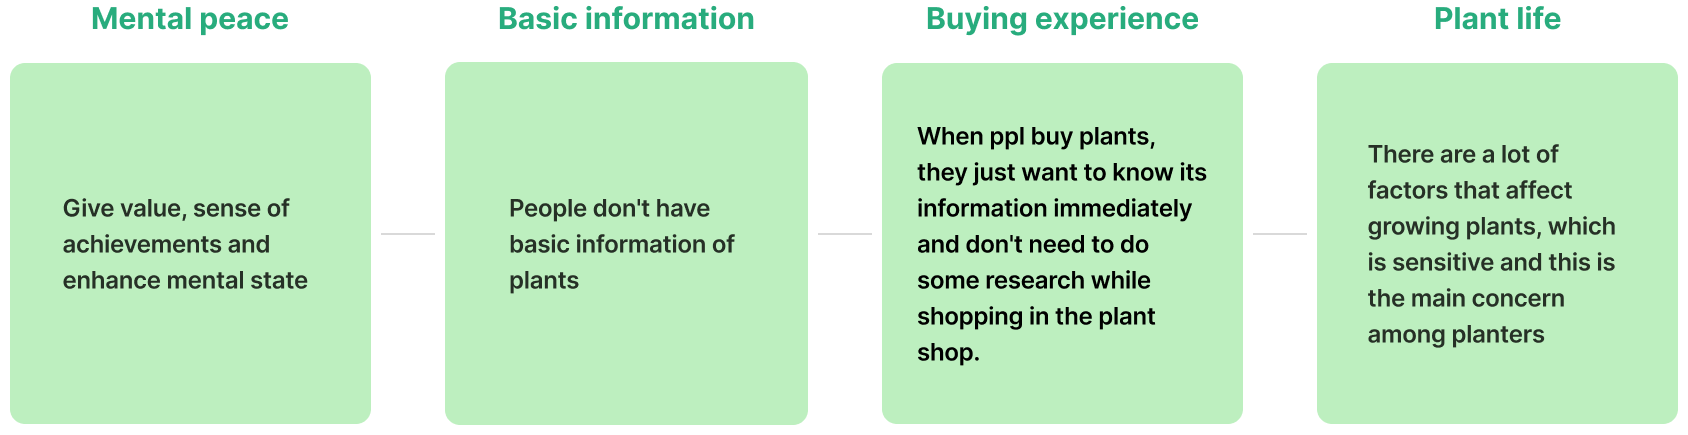 Mental peace
Give value, sense of
achievements and
enhance mental state
Basic information
People don't have
basic information of
plants
Buying experience
When ppl buy plants,
they just want to know its
information immediately
and don't need to do
some research while
shopping in the plant
shop.
Plant life
There are a lot of
factors that affect
growing plants, which
is sensitive and this is
the main concern
among planters